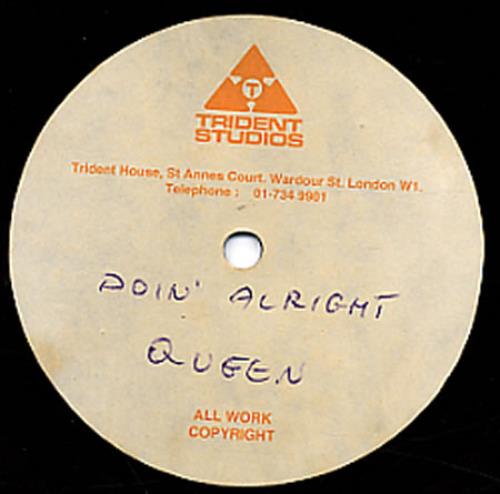 T
TRIDENT
STUDIOS
Trident House, St Annes Court. Wardour St. London W1.
Telephone : 01-734 9901
DOIN' ALRIGHT
QUEEN
ALL WORK
COPYRIGHT